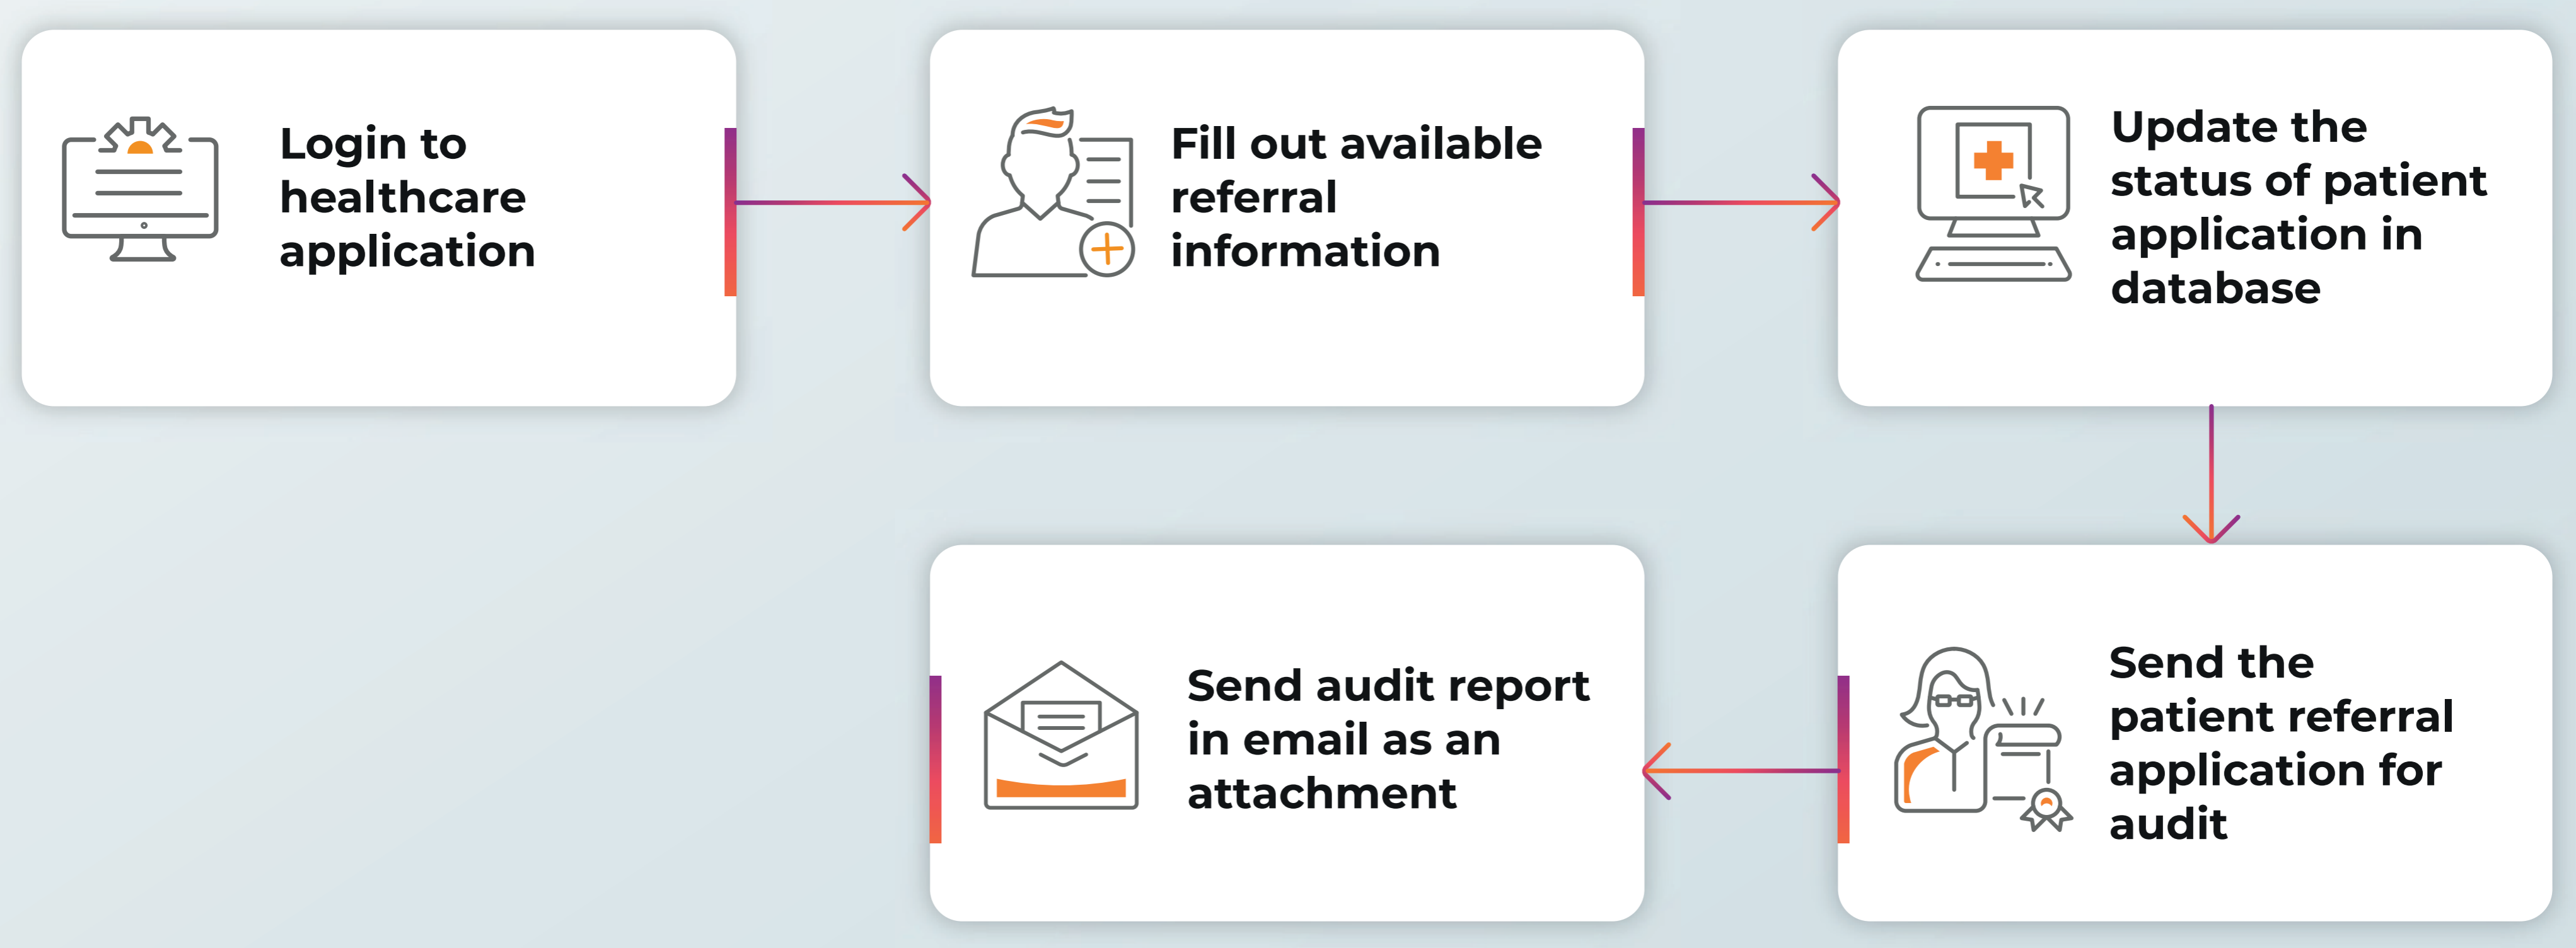 Login to
healthcare
application
Fill out available
referral
information
Update the
status of patient
application in
database
Send the
patient referral
application for
audit
Send audit report
in email as an
attachment